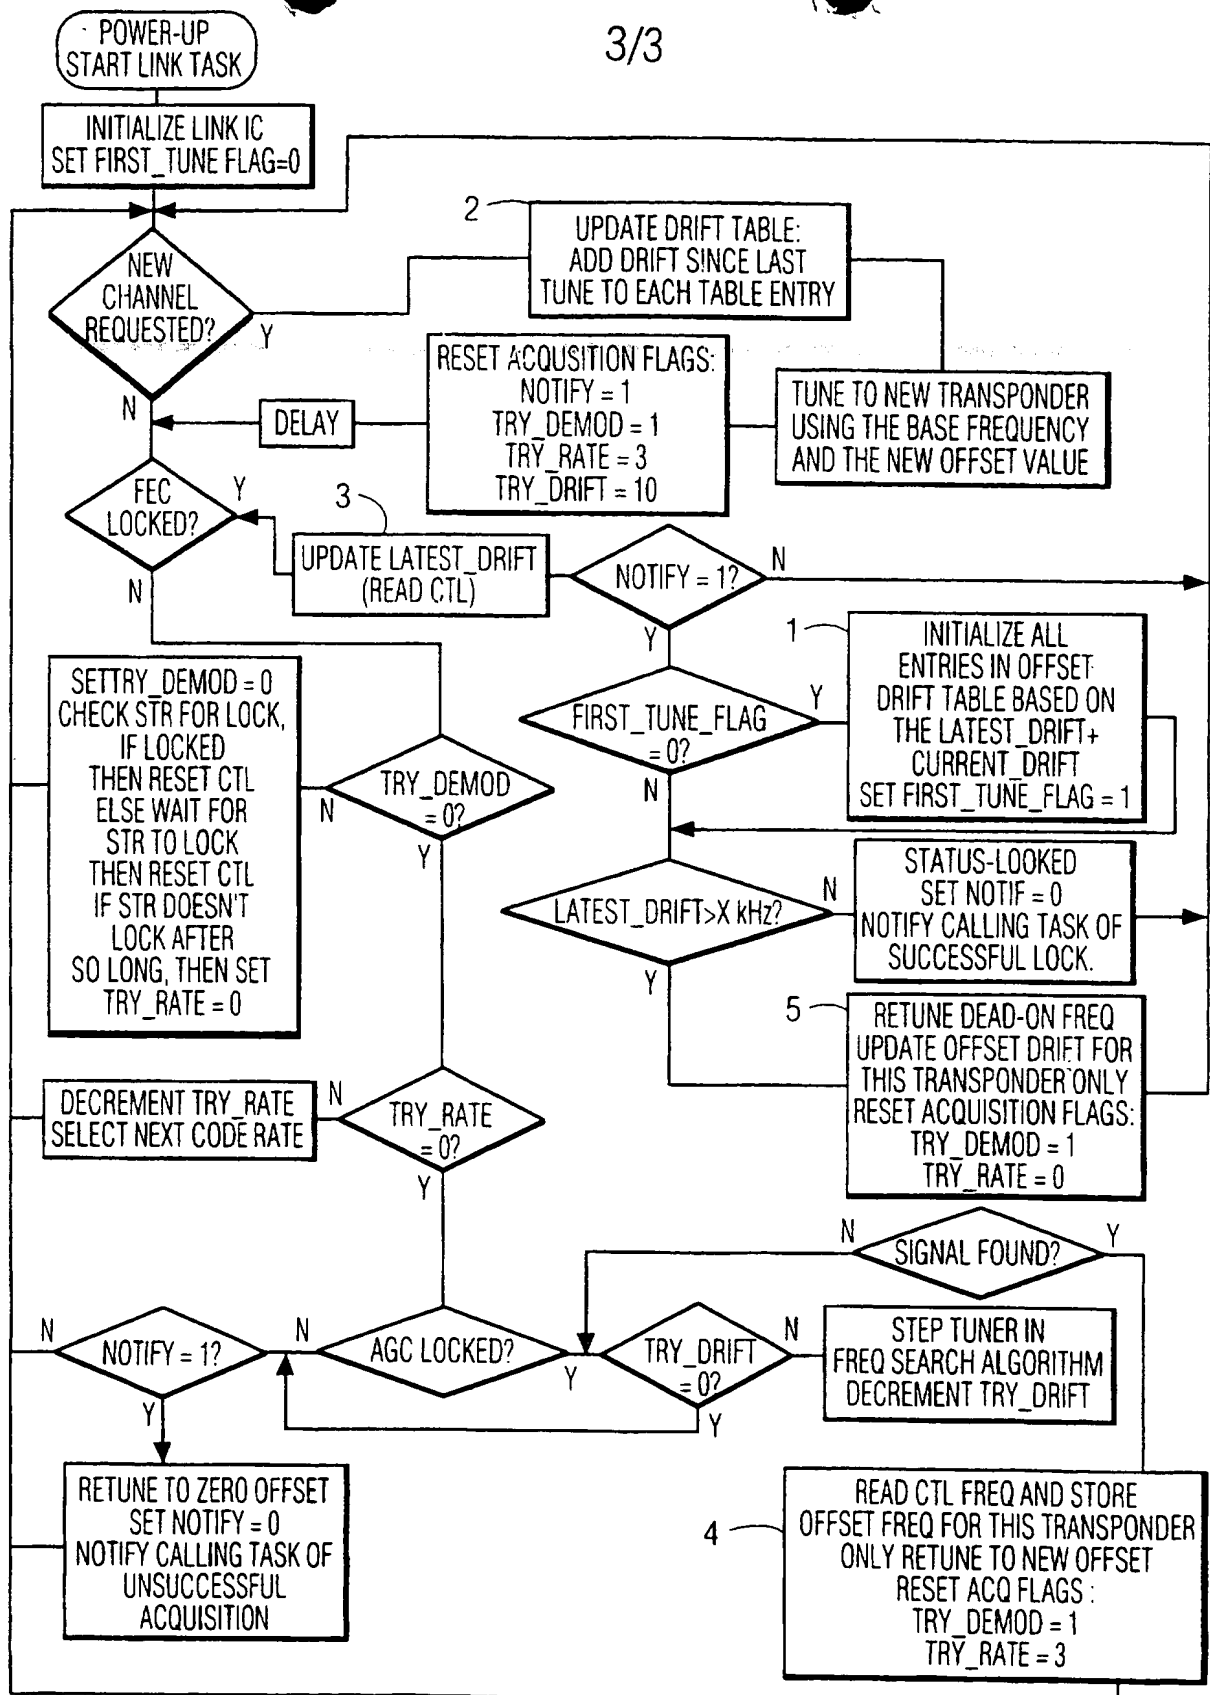 3/3
POWER-UP
START LINK TASK
INITIALIZE LINK IC
SET FIRST_TUNE FLAG=0
NEW
CHANNEL
REQUESTED?
Y
N
2
UPDATE DRIFT TABLE:
ADD DRIFT SINCE LAST
TUNE TO EACH TABLE ENTRY
TUNE TO NEW TRANSPONDER
USING THE BASE FREQUENCY
AND THE NEW OFFSET VALUE
RESET ACQUSITION FLAGS:
NOTIFY = 1
TRY_DEMOD = 1
TRY_RATE = 3
TRY_DRIFT = 10
DELAY
FEC
LOCKED?
Y
N
3
UPDATE LATEST_DRIFT
(READ CTL)
NOTIFY = 1?
N
Y
1
INITIALIZE ALL
ENTRIES IN OFFSET
DRIFT TABLE BASED ON
THE LATEST_DRIFT+
CURRENT_DRIFT
SET FIRST_TUNE_FLAG = 1
FIRST_TUNE_FLAG
= 0?
Y
N
SETTRY_DEMOD = 0
CHECK STR FOR LOCK,
IF LOCKED
THEN RESET CTL
ELSE WAIT FOR
STR TO LOCK
THEN RESET CTL
IF STR DOESN'T
LOCK AFTER
SO LONG, THEN SET
TRY_RATE = 0
TRY_DEMOD
= 0?
N
Y
LATEST_DRIFT>X kHz?
N
Y
STATUS-LOOKED
SET NOTIF = 0
NOTIFY CALLING TASK OF
SUCCESSFUL LOCK.
5
RETUNE DEAD-ON FREQ
UPDATE OFFSET DRIFT FOR
THIS TRANSPONDER ONLY
RESET ACQUISITION FLAGS:
TRY_DEMOD = 1
TRY_RATE = 0
DECREMENT TRY_RATE
SELECT NEXT CODE RATE
N
TRY_RATE
= 0?
Y
N
SIGNAL FOUND?
Y
N
NOTIFY = 1?
Y
N
AGC LOCKED?
Y
TRY_DRIFT
= 0?
N
Y
STEP TUNER IN
FREQ SEARCH ALGORITHM
DECREMENT TRY_DRIFT
RETUNE TO ZERO OFFSET
SET NOTIFY = 0
NOTIFY CALLING TASK OF
UNSUCCESSFUL
ACQUISITION
4
READ CTL FREQ AND STORE
OFFSET FREQ FOR THIS TRANSPONDER
ONLY RETUNE TO NEW OFFSET
RESET ACQ FLAGS :
TRY_DEMOD = 1
TRY_RATE = 3